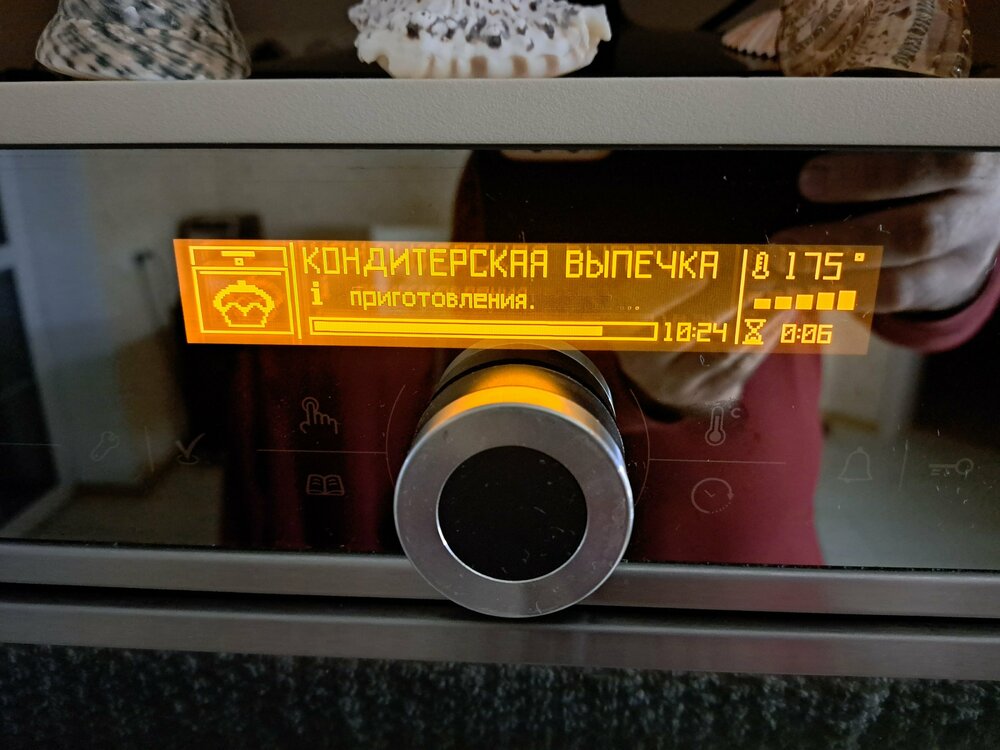 КОНДИТЕРСКАЯ ВЫПЕЧКА
175°
i приготовления.
10:24
0:06
°C